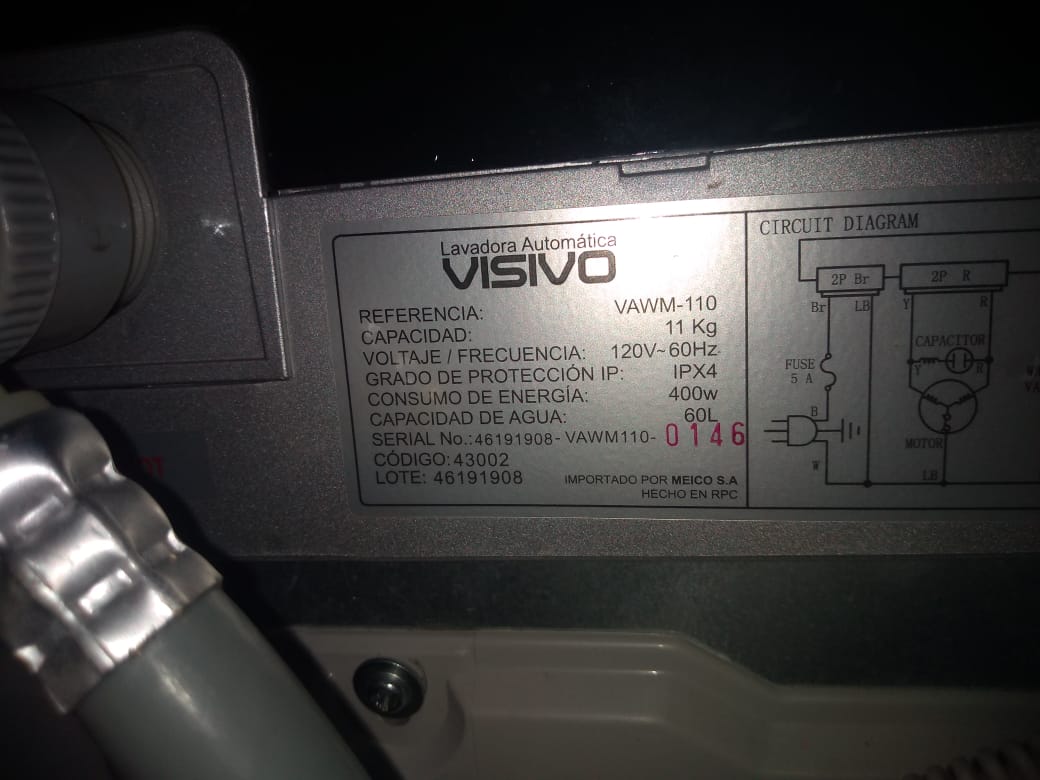 Lavadora Automática
VISIVO
REFERENCIA: VAWM-110
CAPACIDAD: 11 Kg
VOLTAJE / FRECUENCIA: 120V~60Hz
GRADO DE PROTECCIÓN IP: IPX4
CONSUMO DE ENERGÍA: 400w
CAPACIDAD DE AGUA: 60L
SERIAL No.:46191908-VAWM110- 0146
CÓDIGO: 43002
LOTE: 46191908
IMPORTADO POR MEICO S.A
HECHO EN RPC
CIRCUIT DIAGRAM
2P Br
2P R
Br LB Y R
CAPACITOR
Y R
FUSE
5 A
B
MOTOR
W
LB